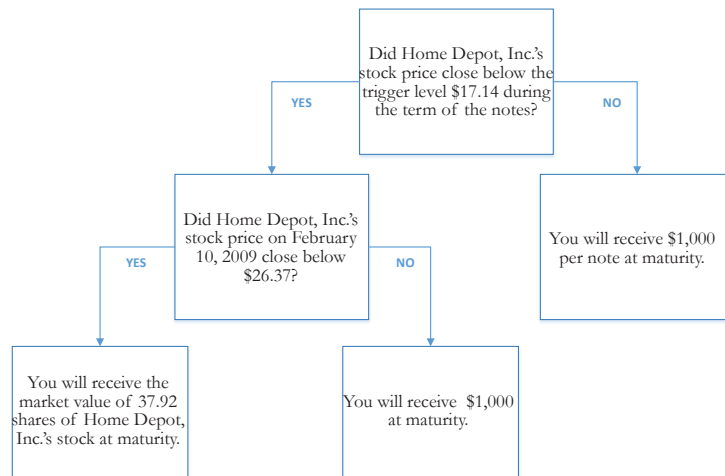 Did Home Depot, Inc.'s
stock price close below the
trigger level $17.14 during
the term of the notes?
YES
NO
Did Home Depot, Inc.'s
stock price on February
10, 2009 close below
$26.37?
You will receive $1,000
per note at maturity.
YES
NO
You will receive the
market value of 37.92
shares of Home Depot,
Inc.'s stock at maturity.
You will receive $1,000
at maturity.